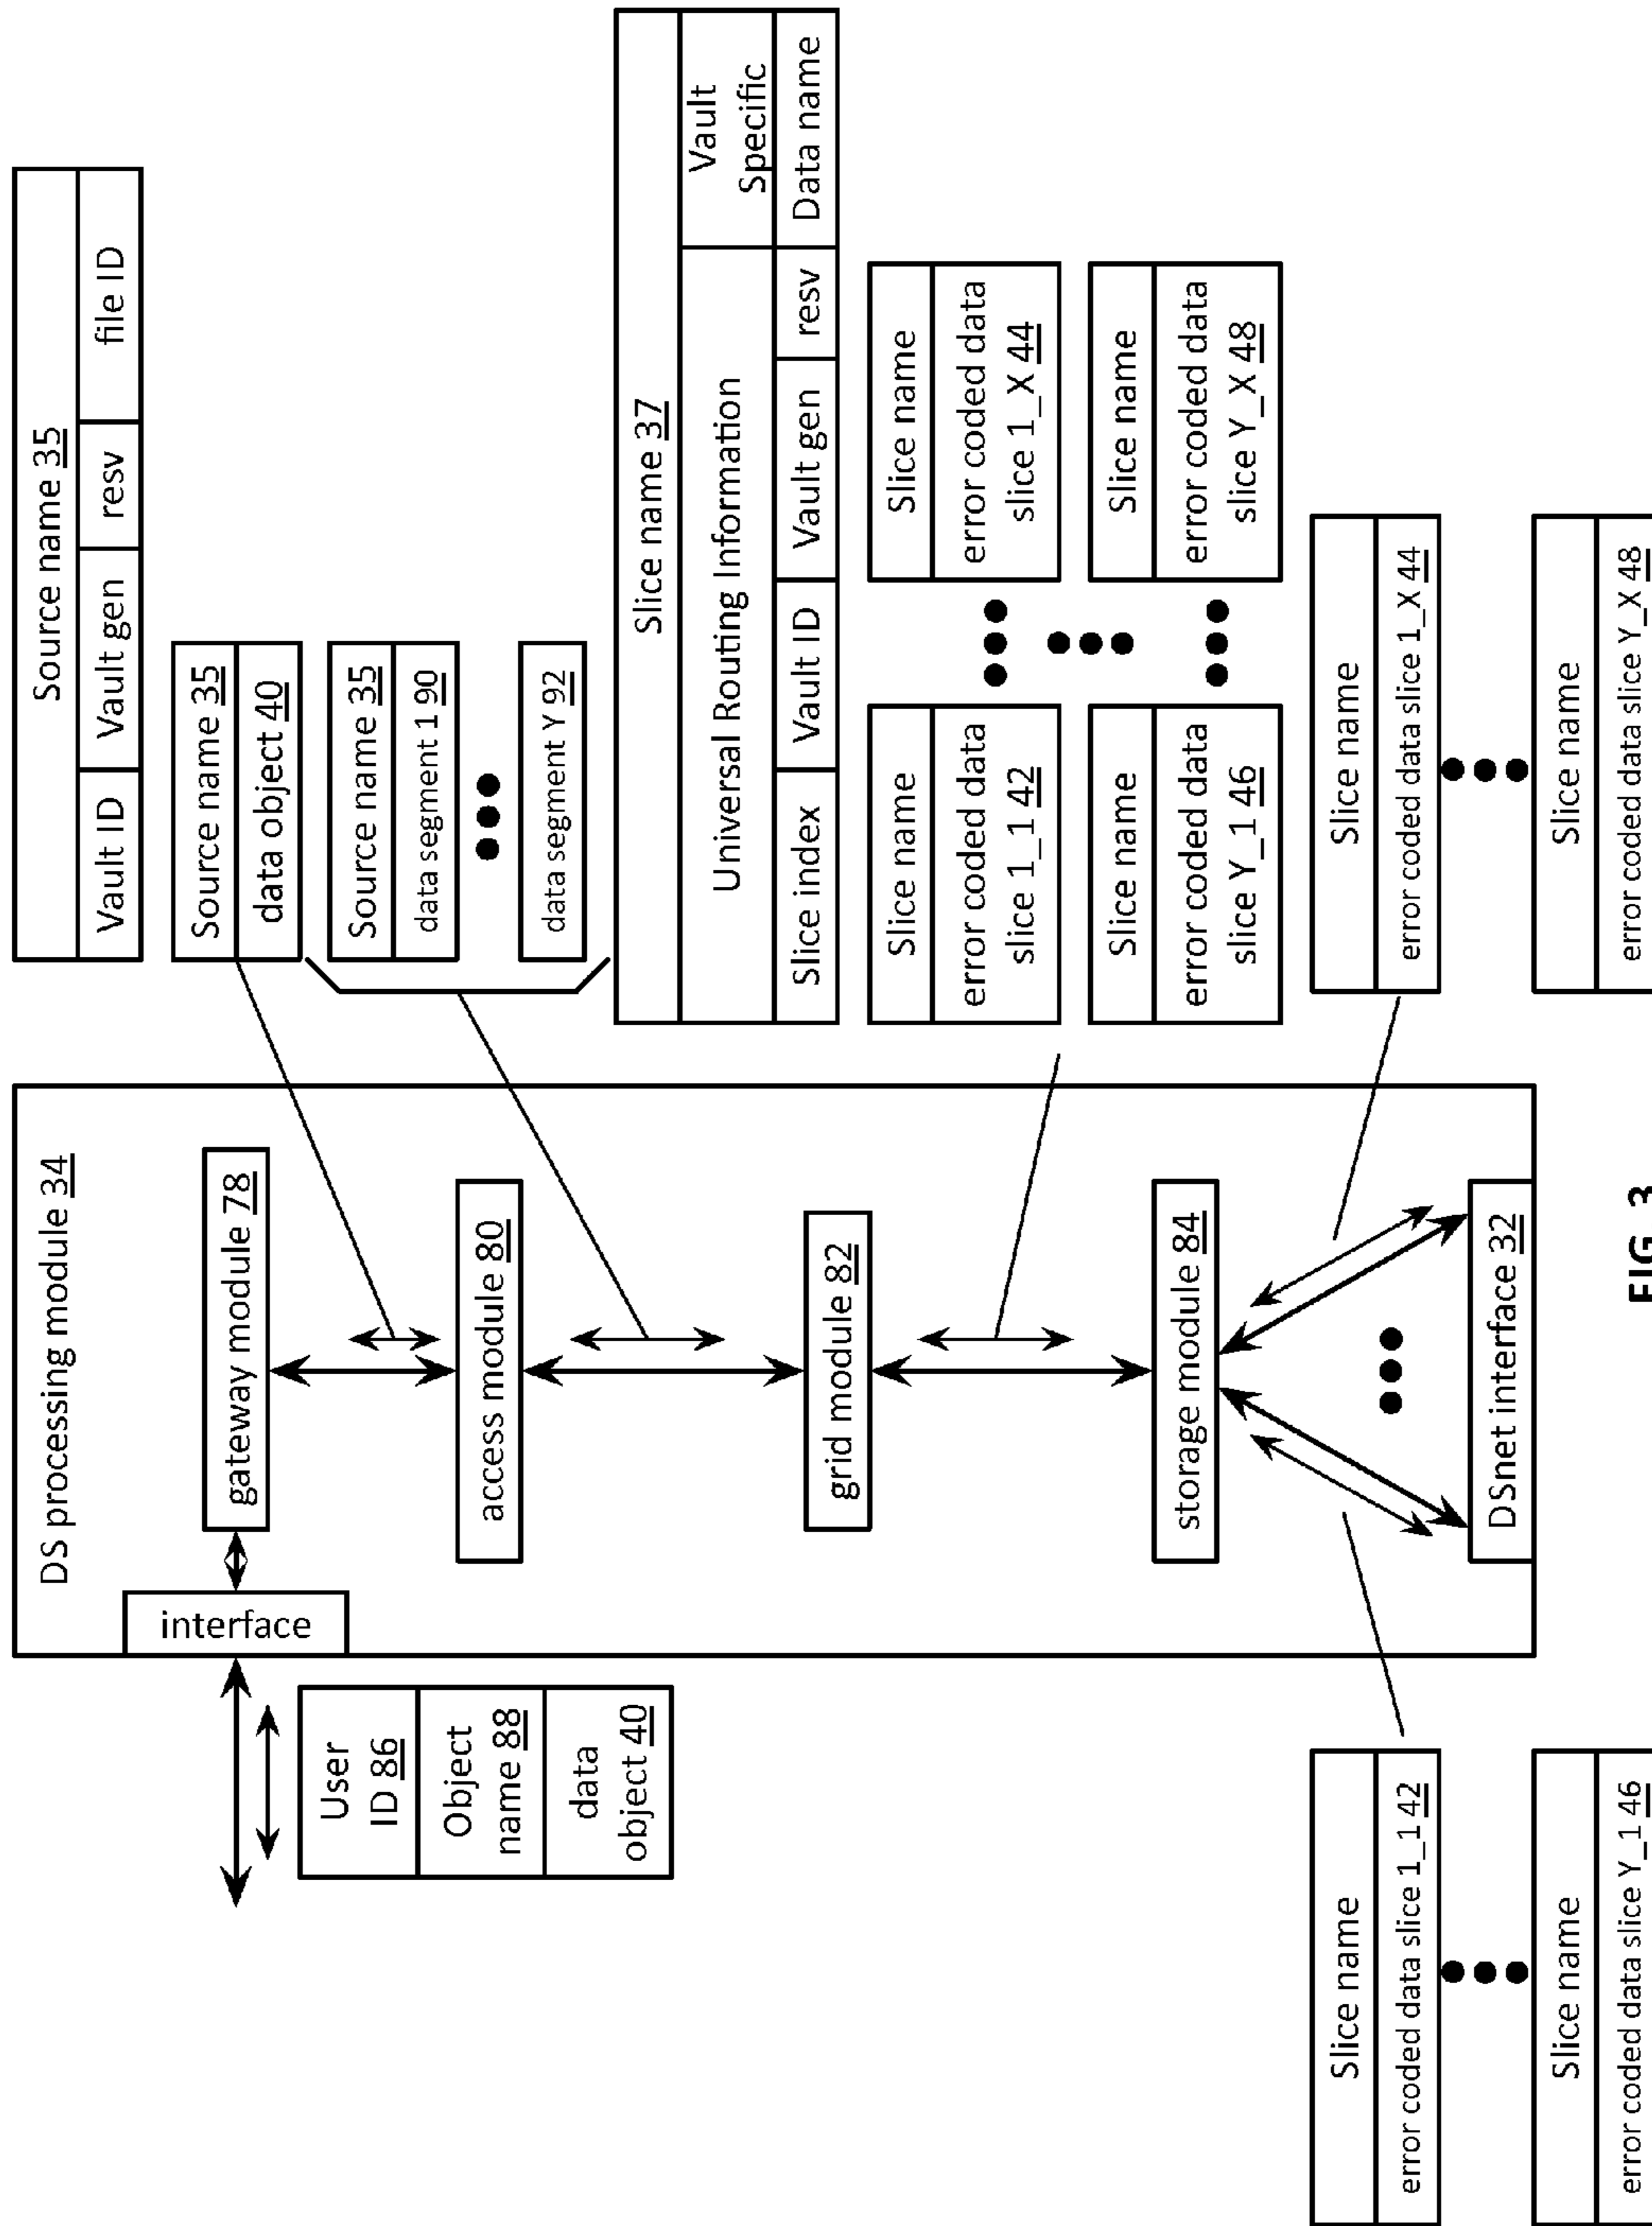 DS processing module 34
interface
User
ID 86
Object
name 88
data
object 40
gateway module 78
access module 80
grid module 82
storage module 84
DSnet interface 32
Source name 35
Vault ID
Vault gen
resv
file ID
Source name 35
data object 40
Source name 35
data segment 1 90
data segment Y 92
Slice name 37
Universal Routing Information
Vault
Specific
Slice index
Vault ID
Vault gen
resv
Data name
Slice name
error coded data
slice 1_1 42
Slice name
error coded data
slice 1_X 44
Slice name
error coded data
slice Y_1 46
Slice name
error coded data
slice Y_X 48
Slice name
error coded data slice 1_1 42
Slice name
error coded data slice Y_1 46
Slice name
error coded data slice 1_X 44
Slice name
error coded data slice Y_X 48
FIG. 3